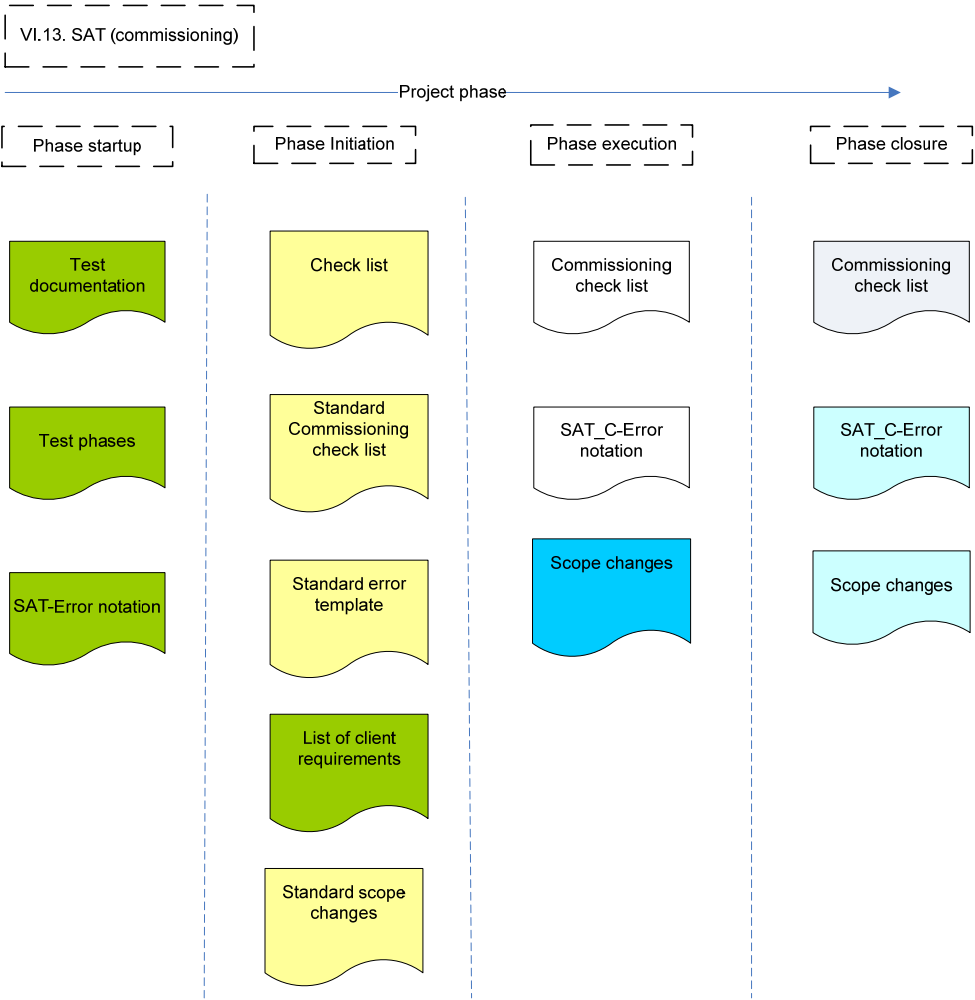 VI.13. SAT (commissioning)
Project phase
Phase startup
Phase Initiation
Phase execution
Phase closure
Test
documentation
Test phases
SAT-Error notation
Check list
Standard
Commissioning
check list
Standard error
template
List of client
requirements
Standard scope
changes
Commissioning
check list
SAT_C-Error
notation
Scope changes
Commissioning
check list
SAT_C-Error
notation
Scope changes